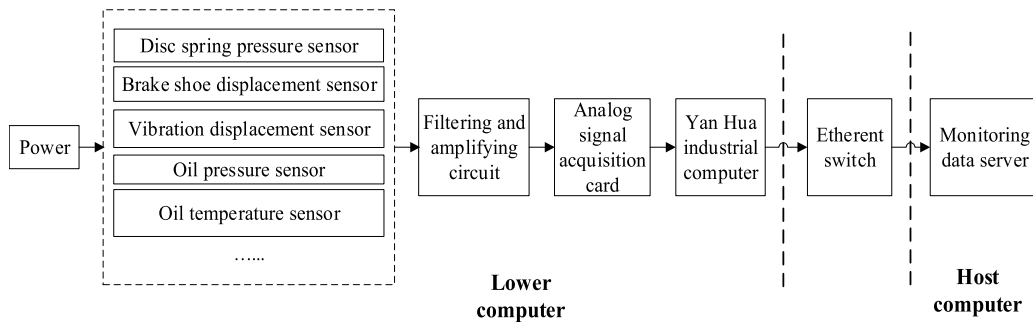 Power
Disc spring pressure sensor
Brake shoe displacement sensor
Vibration displacement sensor
Oil pressure sensor
Oil temperature sensor
…...
Filtering and
amplifying
circuit
Analog
signal
acquisition
card
Yan Hua
industrial
computer
Etherent
switch
Monitoring
data server
Lower
computer
Host
computer